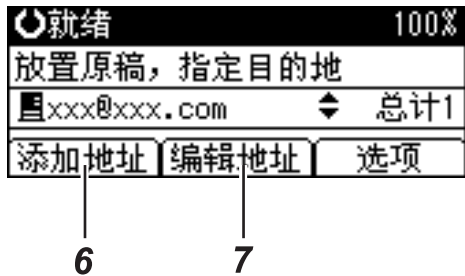 就绪 100%
放置原稿，指定目的地
xxx@xxx.com 总计1
添加地址 编辑地址 选项
6 7